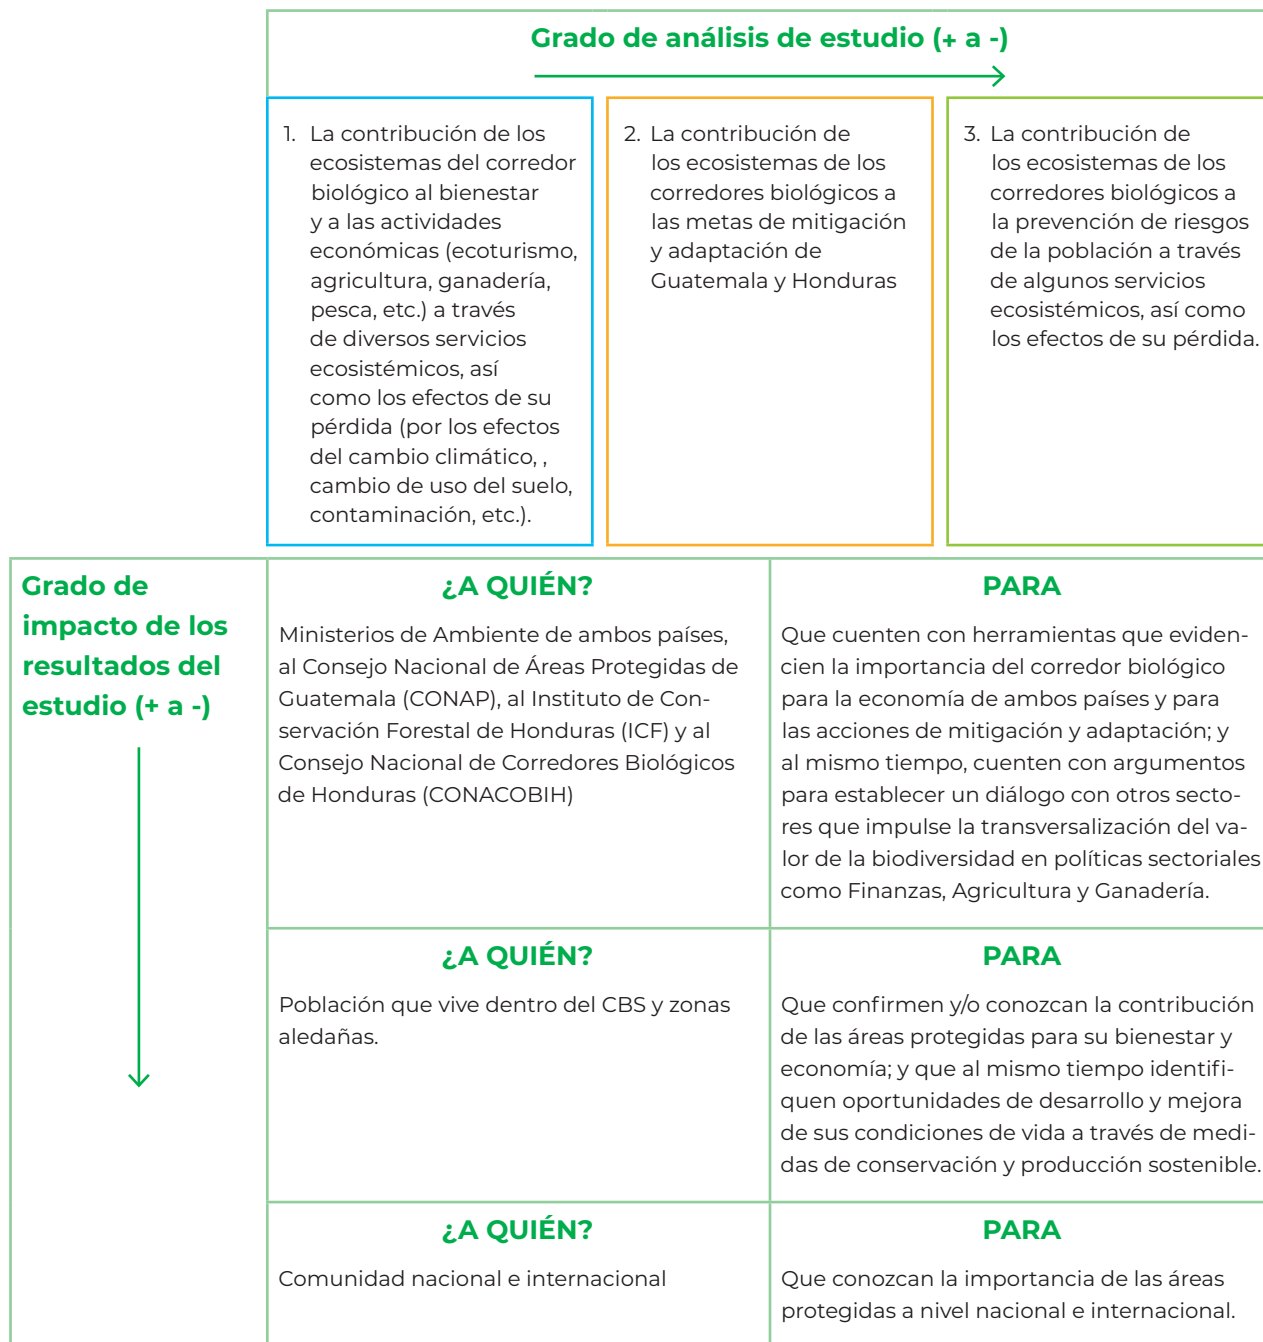 Grado de análisis de estudio (+ a -)
1. La contribución de los
ecosistemas del corredor
biológico al bienestar
y a las actividades
económicas (ecoturismo,
agricultura, ganadería,
pesca, etc.) a través
de diversos servicios
ecosistémicos, así
como los efectos de su
pérdida (por los efectos
del cambio climático, ,
cambio de uso del suelo,
contaminación, etc.).
2. La contribución de
los ecosistemas de los
corredores biológicos a
las metas de mitigación
y adaptación de
Guatemala y Honduras
3. La contribución de
los ecosistemas de los
corredores biológicos a
la prevención de riesgos
de la población a través
de algunos servicios
ecosistémicos, así como
los efectos de su pérdida.
Grado de
impacto de los
resultados del
estudio (+ a -)
¿A QUIÉN?
Ministerios de Ambiente de ambos países,
al Consejo Nacional de Áreas Protegidas de
Guatemala (CONAP), al Instituto de Con-
servación Forestal de Honduras (ICF) y al
Consejo Nacional de Corredores Biológicos
de Honduras (CONACOBIH)
PARA
Que cuenten con herramientas que eviden-
cien la importancia del corredor biológico
para la economía de ambos países y para
las acciones de mitigación y adaptación; y
al mismo tiempo, cuenten con argumentos
para establecer un diálogo con otros secto-
res que impulse la transversalización del va-
lor de la biodiversidad en políticas sectoriales
como Finanzas, Agricultura y Ganadería.
¿A QUIÉN?
Población que vive dentro del CBS y zonas
aledañas.
PARA
Que confirmen y/o conozcan la contribución
de las áreas protegidas para su bienestar y
economía; y que al mismo tiempo identifi-
quen oportunidades de desarrollo y mejora
de sus condiciones de vida a través de medi-
das de conservación y producción sostenible.
¿A QUIÉN?
Comunidad nacional e internacional
PARA
Que conozcan la importancia de las áreas
protegidas a nivel nacional e internacional.